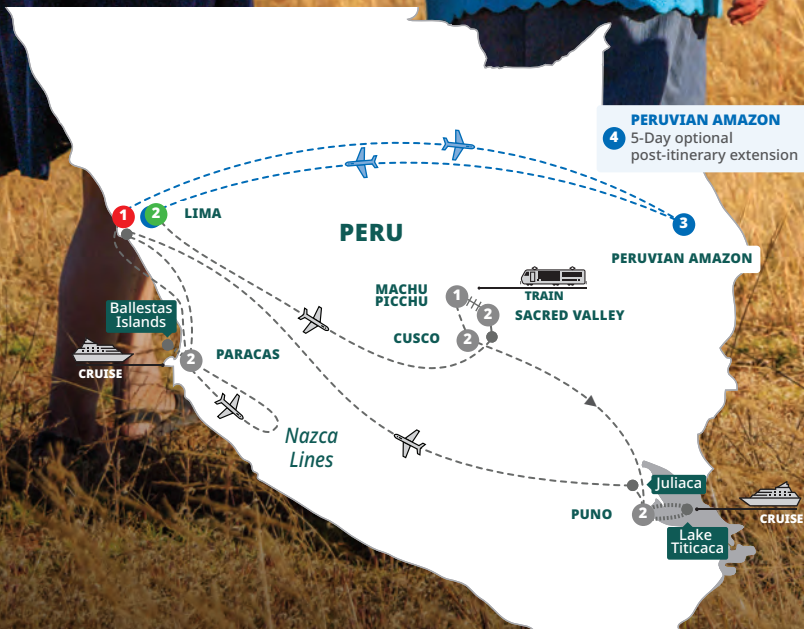 PERUVIAN AMAZON
4
5-Day optional
post-itinerary extension
1
2
LIMA
PERU
3
PERUVIAN AMAZON
MACHU
PICCHU
1
TRAIN
2
SACRED VALLEY
CUSCO
2
Ballestas
Islands
CRUISE
2
PARACAS
Nazca
Lines
Juliaca
PUNO
2
CRUISE
Lake
Titicaca